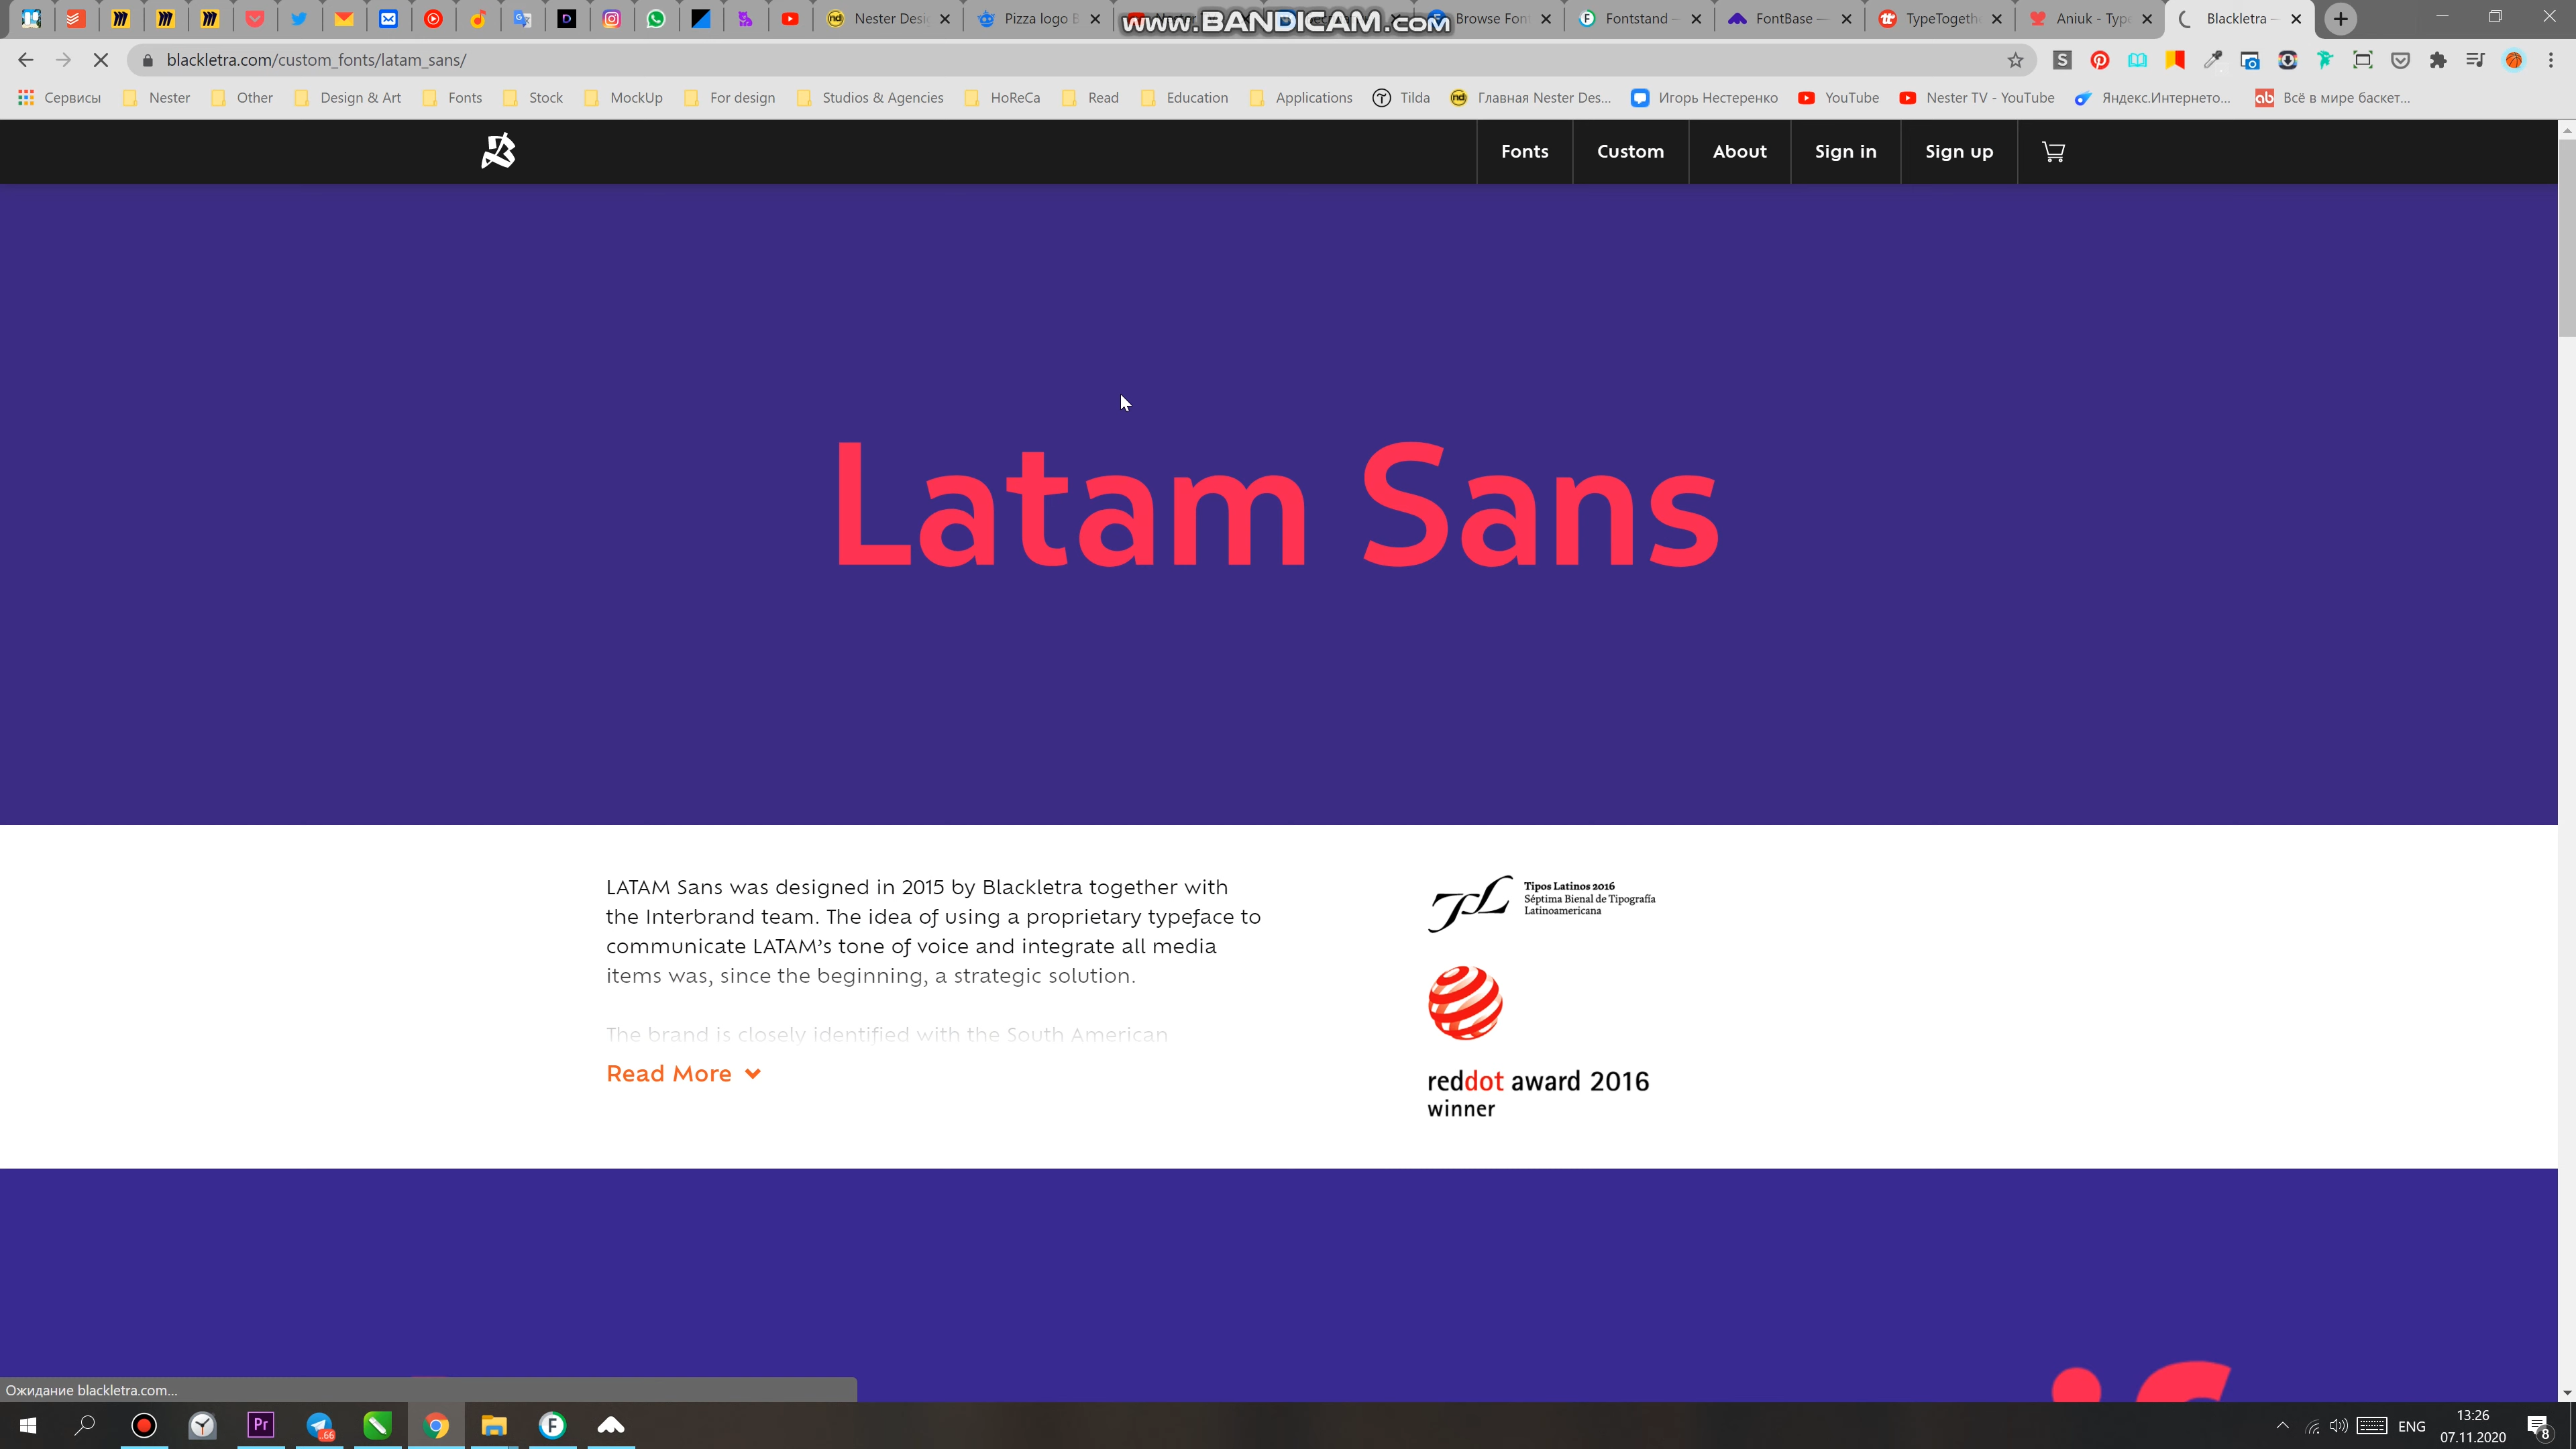 Nester Desi
Pizza logo B
www.BANDICAM.com
Browse Fon
Fontstand –
FontBase —
TypeTogeth
Aniuk - Type
Blackletra –
blackletra.com/custom_fonts/latam_sans/
Сервисы
Nester
Other
Design & Art
Fonts
Stock
MockUp
For design
Studios & Agencies
HoReCa
Read
Education
Applications
Tilda
Главная Nester Des...
Игорь Нестеренко
YouTube
Nester TV - YouTube
Яндекс.Интернето...
Всё в мире баскет...
Fonts
Custom
About
Sign in
Sign up
Latam Sans
LATAM Sans was designed in 2015 by Blackletra together with
the Interbrand team. The idea of using a proprietary typeface to
communicate LATAM’s tone of voice and integrate all media
items was, since the beginning, a strategic solution.
The brand is closely identified with the South American
Read More
Tipos Latinos 2016
Séptima Bienal de Tipografía
Latinoamericana
reddot award 2016
winner
Ожидание blackletra.com...
ENG
13:26
07.11.2020
8